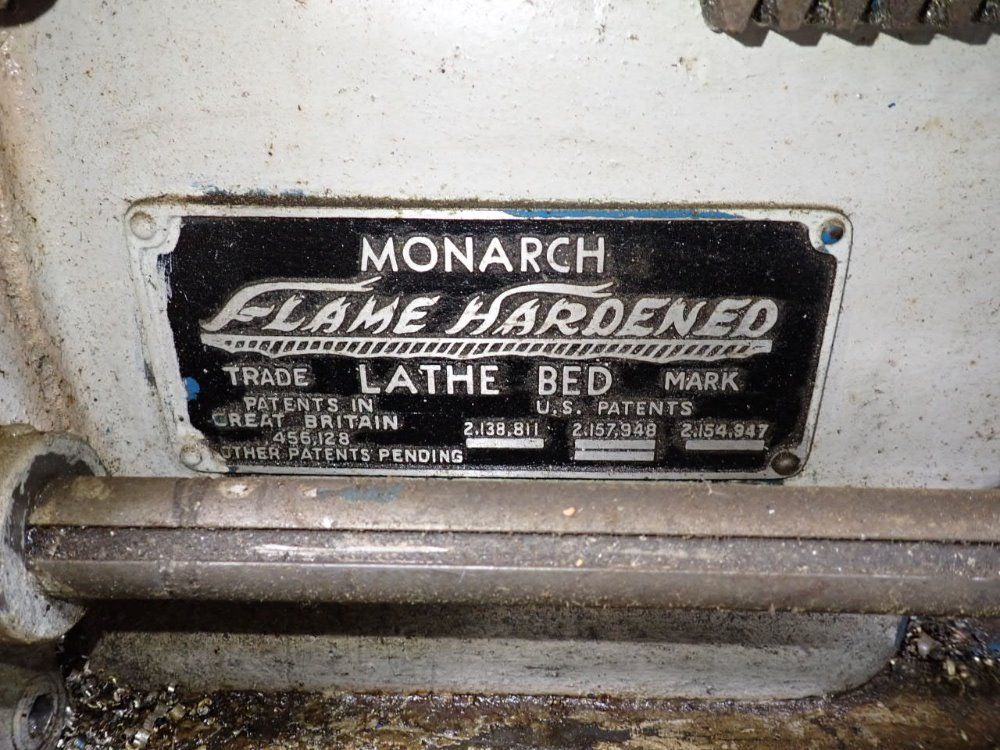 MONARCH
FLAME HARDENED
TRADE LATHE BED MARK
PATENTS IN
GREAT BRITAIN
456,128
OTHER PATENTS PENDING
U.S. PATENTS
2,138,811 2,157,948 2,154,947